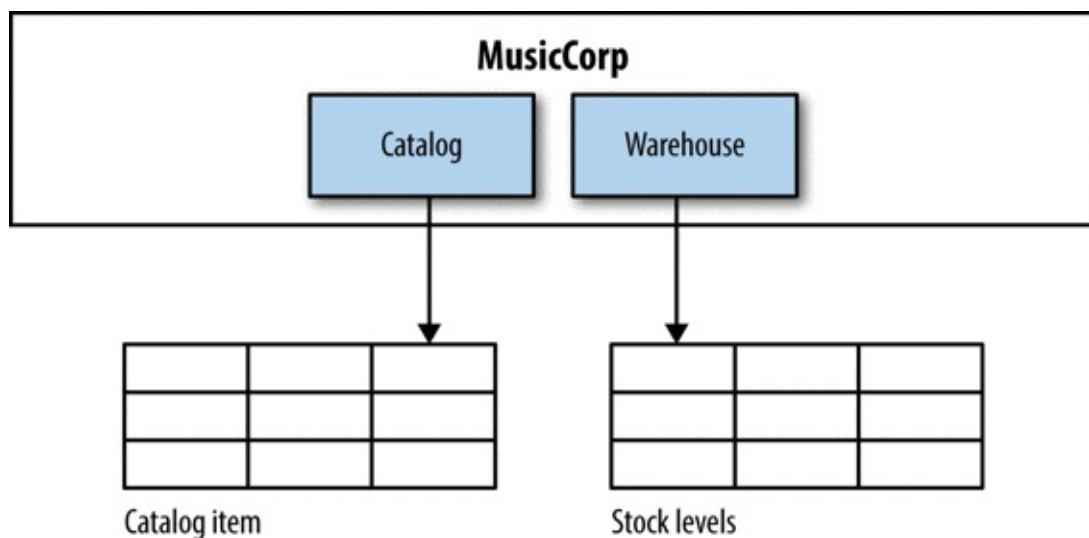 MusicCorp
Catalog
Warehouse
Catalog item
Stock levels